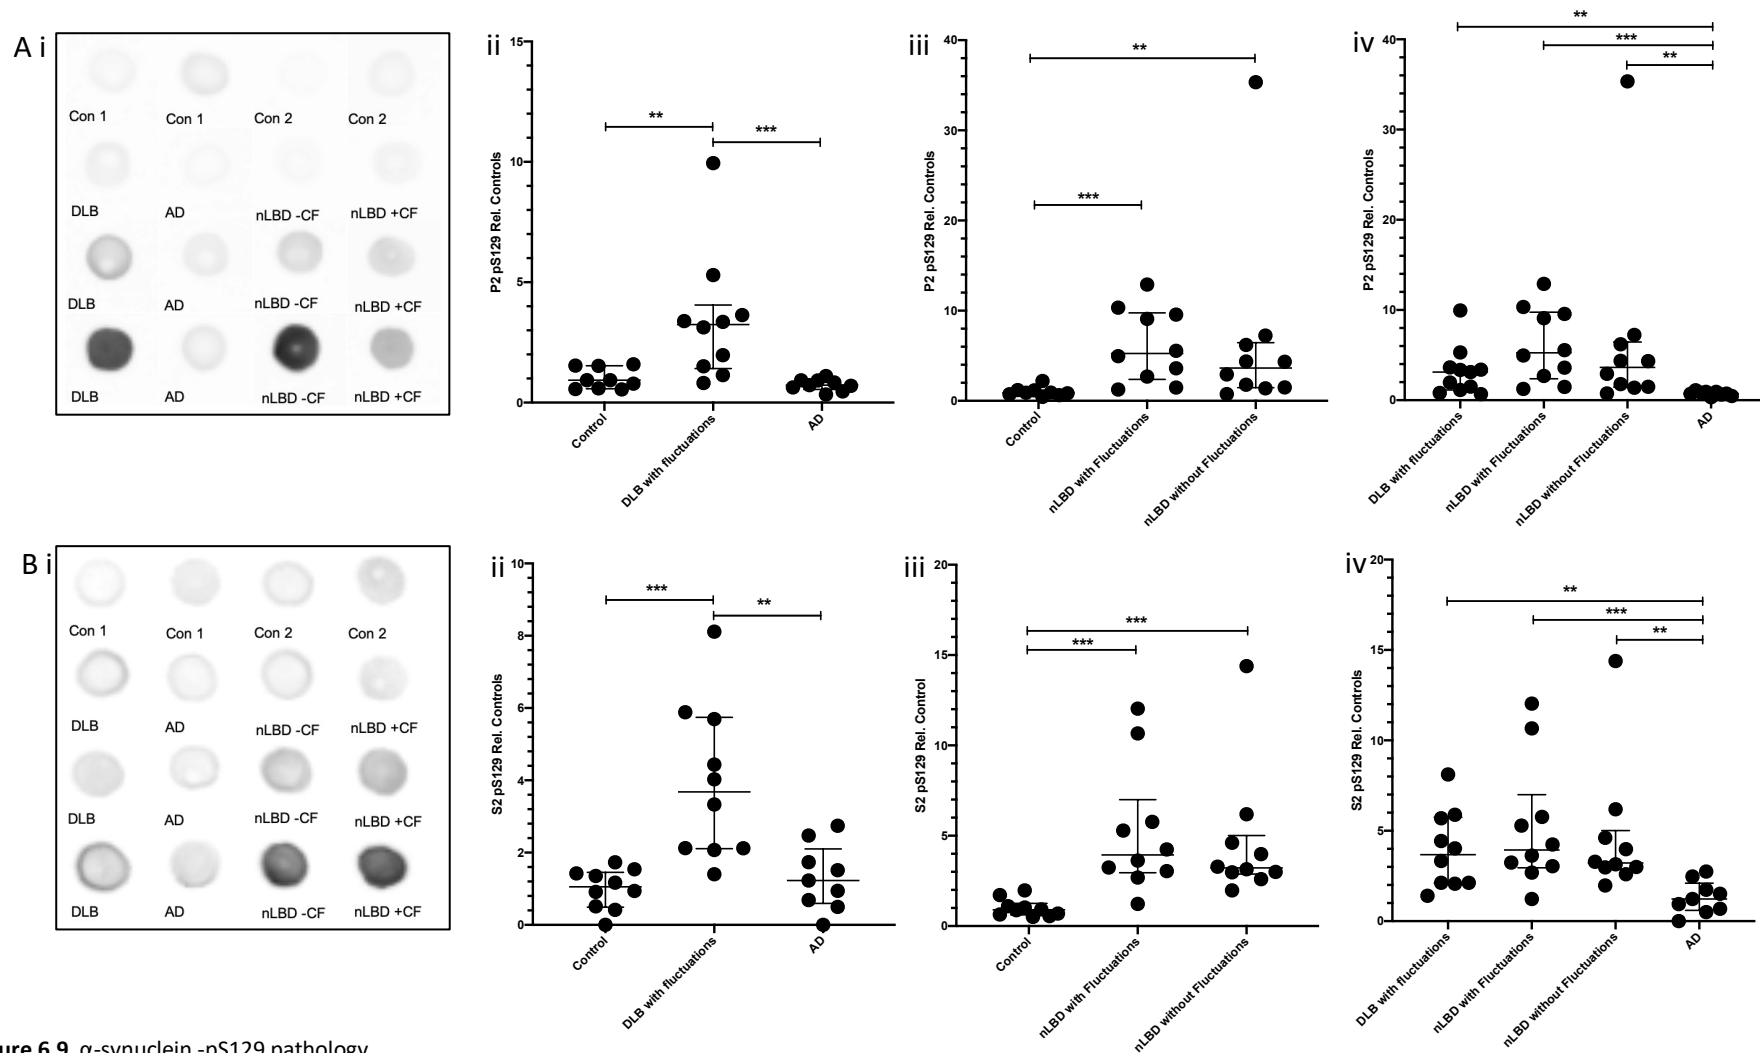 A i
Con 1 Con 1 Con 2 Con 2
DLB AD nLBD -CF nLBD +CF
DLB AD nLBD -CF nLBD +CF
DLB AD nLBD -CF nLBD +CF
ii
15
10
5
0
P2 pS129 Rel. Controls
** ***
Control DLB with fluctuations AD
iii
40
30
20
10
0
P2 pS129 Rel. Controls
**
***
Control nLBD with Fluctuations nLBD without Fluctuations
iv
40
30
20
10
0
P2 pS129 Rel. Controls
**
***
**
DLB with fluctuations nLBD with Fluctuations nLBD without Fluctuations AD
B i
Con 1 Con 1 Con 2 Con 2
DLB AD nLBD -CF nLBD +CF
DLB AD nLBD -CF nLBD +CF
DLB AD nLBD -CF nLBD +CF
ii
10
8
6
4
2
0
S2 pS129 Rel. Controls
*** **
Control DLB with fluctuations AD
iii
20
15
10
5
0
S2 pS129 Rel. Control
***
***
Control nLBD with Fluctuations nLBD without Fluctuations
iv
20
15
10
5
0
S2 pS129 Rel. Controls
**
***
**
DLB with fluctuations nLBD with Fluctuations nLBD without Fluctuations AD
ure 6.9 α-synuclein -pS129 pathology